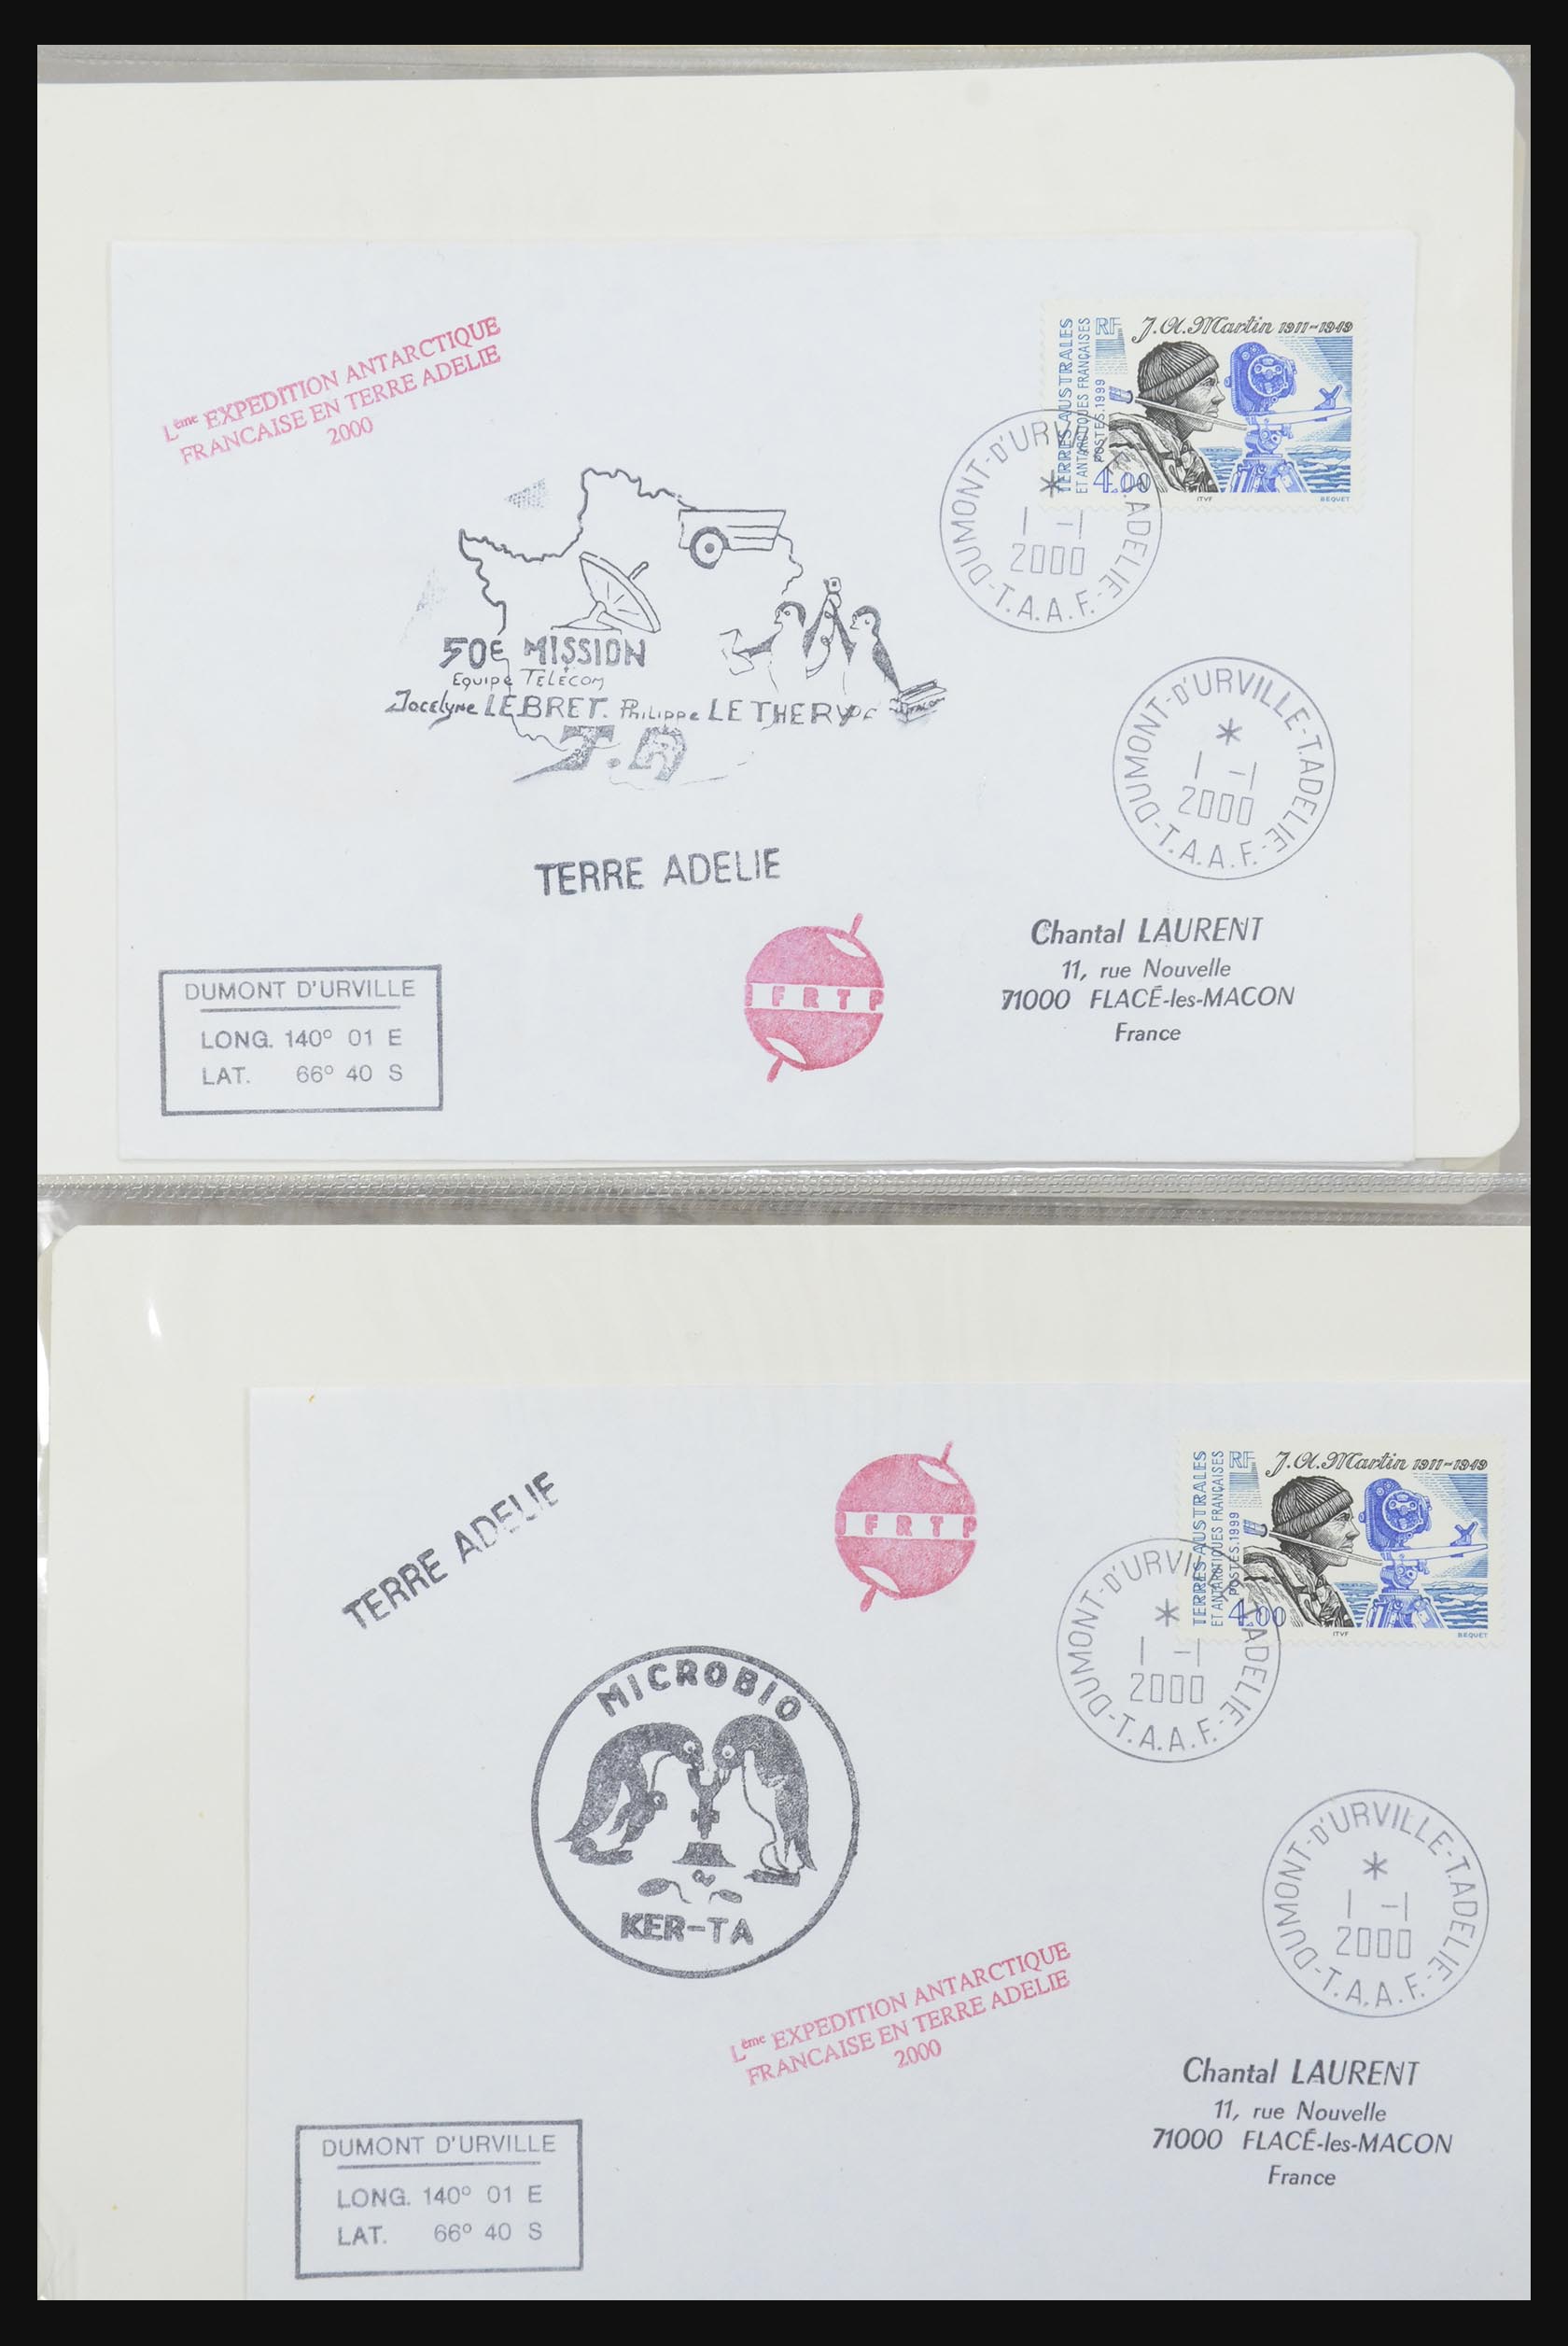 Lème EXPEDITION ANTARCTIQUE
FRANCAISE EN TERRE ADELIE
2000
TERRES AUSTRALES
ET ANTARCTIQUES FRANÇAISES
POSTES.1999
RF
J.A.Martin 1911-1949
4.00
ITVF
BEQUET
DUMONT-D'URVILLE-T.ADELIE-T.A.A.F.-
1 -1
2000
50E MISSION
Equipe TELECOM
Jocelyne LEBRET. Philippe LE THERY
T.A
DUMONT-D'URVILLE-T.ADELIE-T.A.A.F.-
1 -1
2000
TERRE ADELIE
IFRTP
Chantal LAURENT
11, rue Nouvelle
71000 FLACÉ-les-MACON
France
DUMONT D'URVILLE
LONG. 140° 01 E
LAT. 66° 40 S
TERRE ADELIE
IFRTP
TERRES AUSTRALES
ET ANTARCTIQUES FRANÇAISES
POSTES.1999
RF
J.A.Martin 1911-1949
4.00
ITVF
BEQUET
DUMONT-D'URVILLE-T.ADELIE-T.A.A.F.-
1 -1
2000
MICROBIO
KER-TA
DUMONT-D'URVILLE-T.ADELIE-T.A.A.F.-
1 -1
2000
Lème EXPEDITION ANTARCTIQUE
FRANCAISE EN TERRE ADELIE
2000
Chantal LAURENT
11, rue Nouvelle
71000 FLACÉ-les-MACON
France
DUMONT D'URVILLE
LONG. 140° 01 E
LAT. 66° 40 S